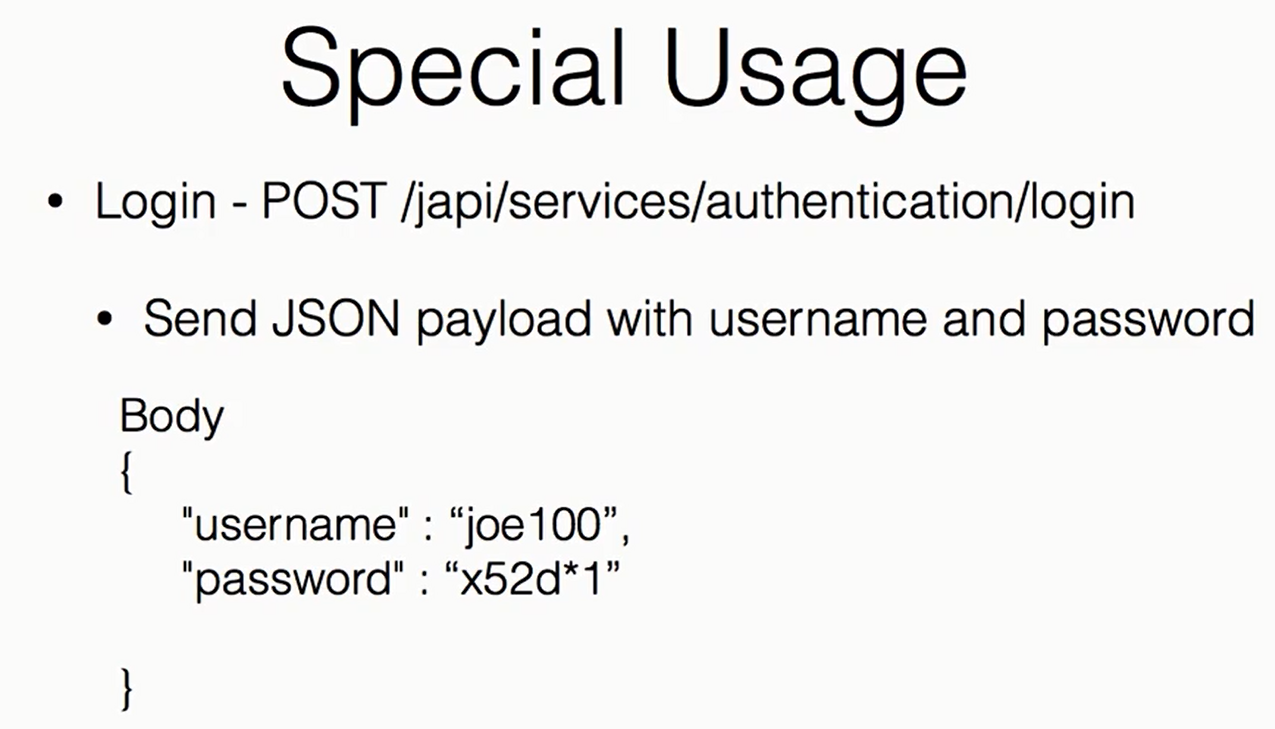 Special Usage
• Login - POST /japi/services/authentication/login
• Send JSON payload with username and password
Body
{
"username" : “joe100”,
"password" : “x52d*1”
}